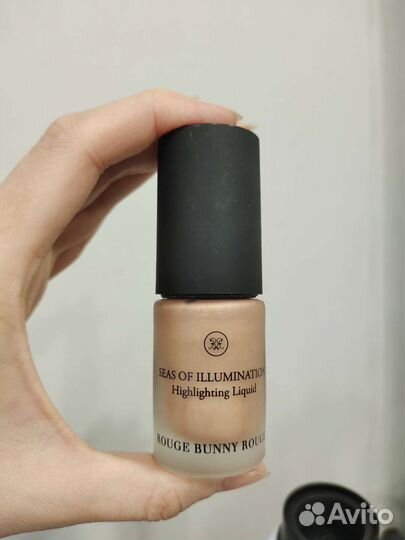 SEAS OF ILLUMINATION
Highlighting Liquid
ROUGE BUNNY ROUGE
Avito